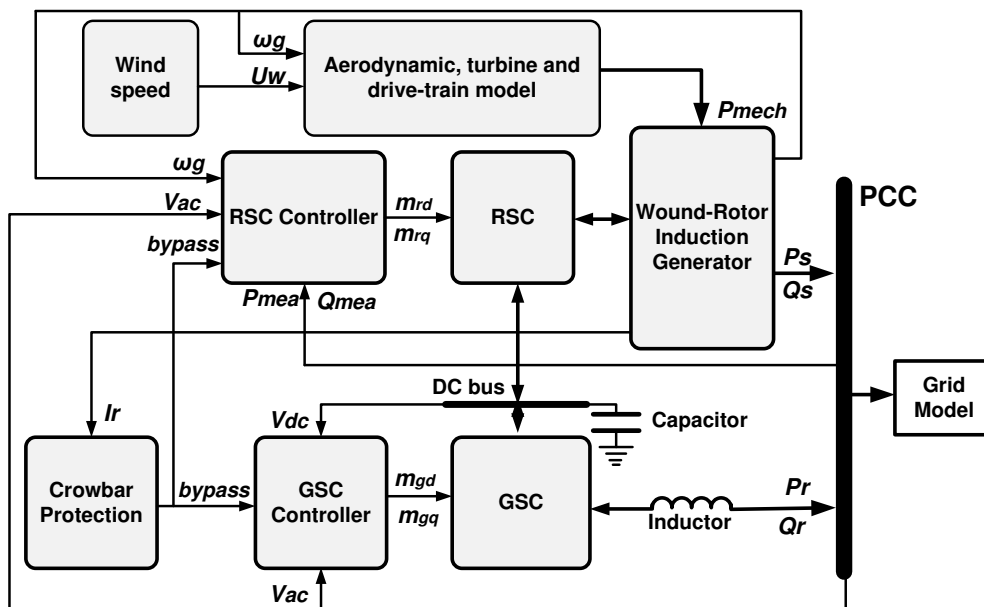 Wind
speed
ωg
Uw
Aerodynamic, turbine and
drive-train model
Pmech
ωg
Vac
bypass
RSC Controller
mrd
mrq
RSC
Wound-Rotor
Induction
Generator
PCC
Ps
Qs
Pmea
Qmea
DC bus
Grid
Model
Ir
Vdc
Capacitor
Crowbar
Protection
bypass
GSC
Controller
mgd
mgq
GSC
Inductor
Pr
Qr
Vac